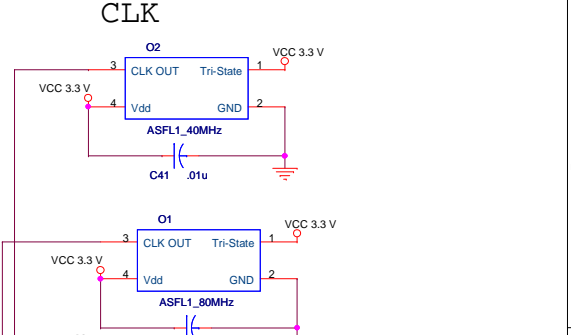 CLK
O2
VCC 3.3 V
3 CLK OUT Tri-State 1
VCC 3.3 V
4 Vdd GND 2
ASFL1_40MHz
C41 .01u
O1
VCC 3.3 V
3 CLK OUT Tri-State 1
VCC 3.3 V
4 Vdd GND 2
ASFL1_80MHz